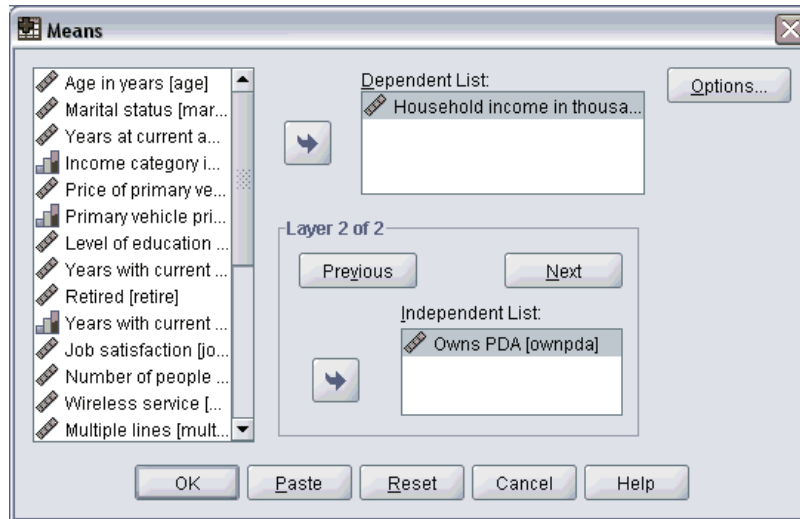 Means
Age in years [age]
Marital status [mar...
Years at current a...
Income category i...
Price of primary ve...
Primary vehicle pri...
Level of education ...
Years with current ...
Retired [retire]
Years with current ...
Job satisfaction [jo...
Number of people ...
Wireless service [...
Multiple lines [mult...
Dependent List:
Household income in thousa...
Options...
Layer 2 of 2
Previous
Next
Independent List:
Owns PDA [ownpda]
OK
Paste
Reset
Cancel
Help